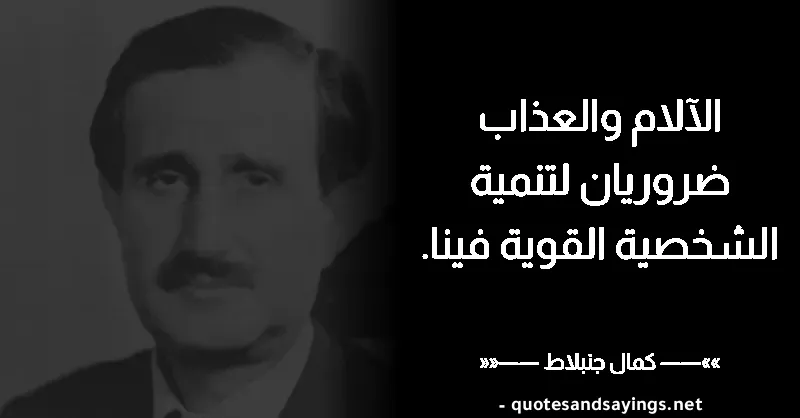 الآلام والعذاب
ضروريان لتنمية
الشخصية القوية فينا.
»»—— كمال جنبلاط ——««
- quotesandsayings.net